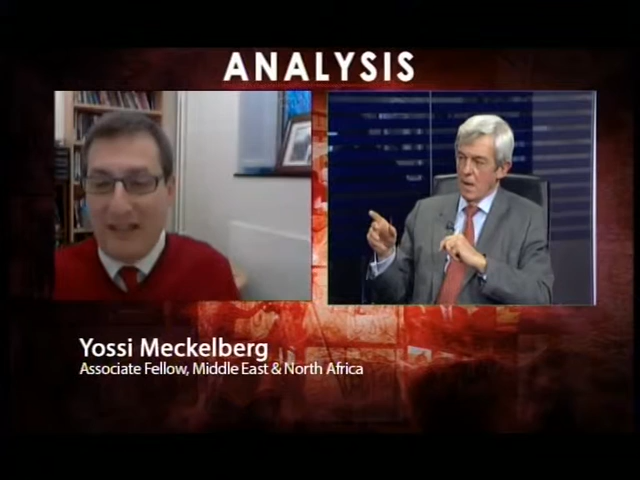 ANALYSIS
Yossi Meckelberg
Associate Fellow, Middle East & North Africa